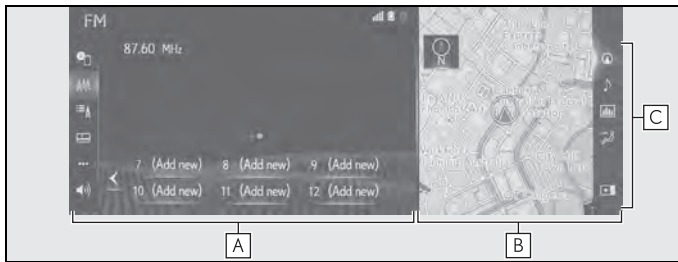 FM
87.60 MHz
N
7 (Add new) 8 (Add new) 9 (Add new)
10 (Add new) 11 (Add new) 12 (Add new)
A
B
C